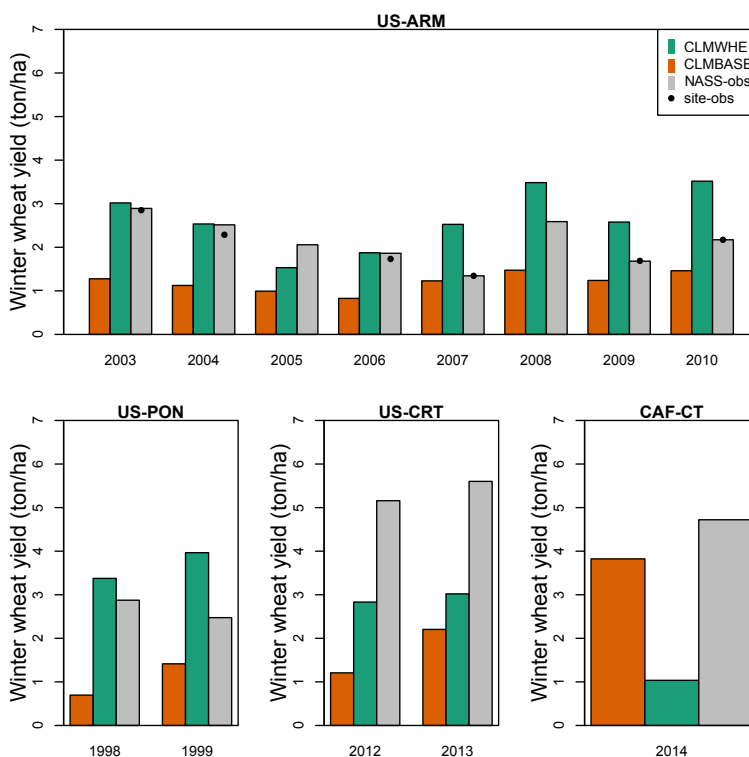 US-ARM
Winter wheat yield (ton/ha)
0 1 2 3 4 5 6 7
CLMWHE
CLMBASE
NASS-obs
site-obs
2003 2004 2005 2006 2007 2008 2009 2010
US-PON
Winter wheat yield (ton/ha)
0 1 2 3 4 5 6 7
1998 1999
US-CRT
Winter wheat yield (ton/ha)
0 1 2 3 4 5 6 7
2012 2013
CAF-CT
Winter wheat yield (ton/ha)
0 1 2 3 4 5 6 7
2014